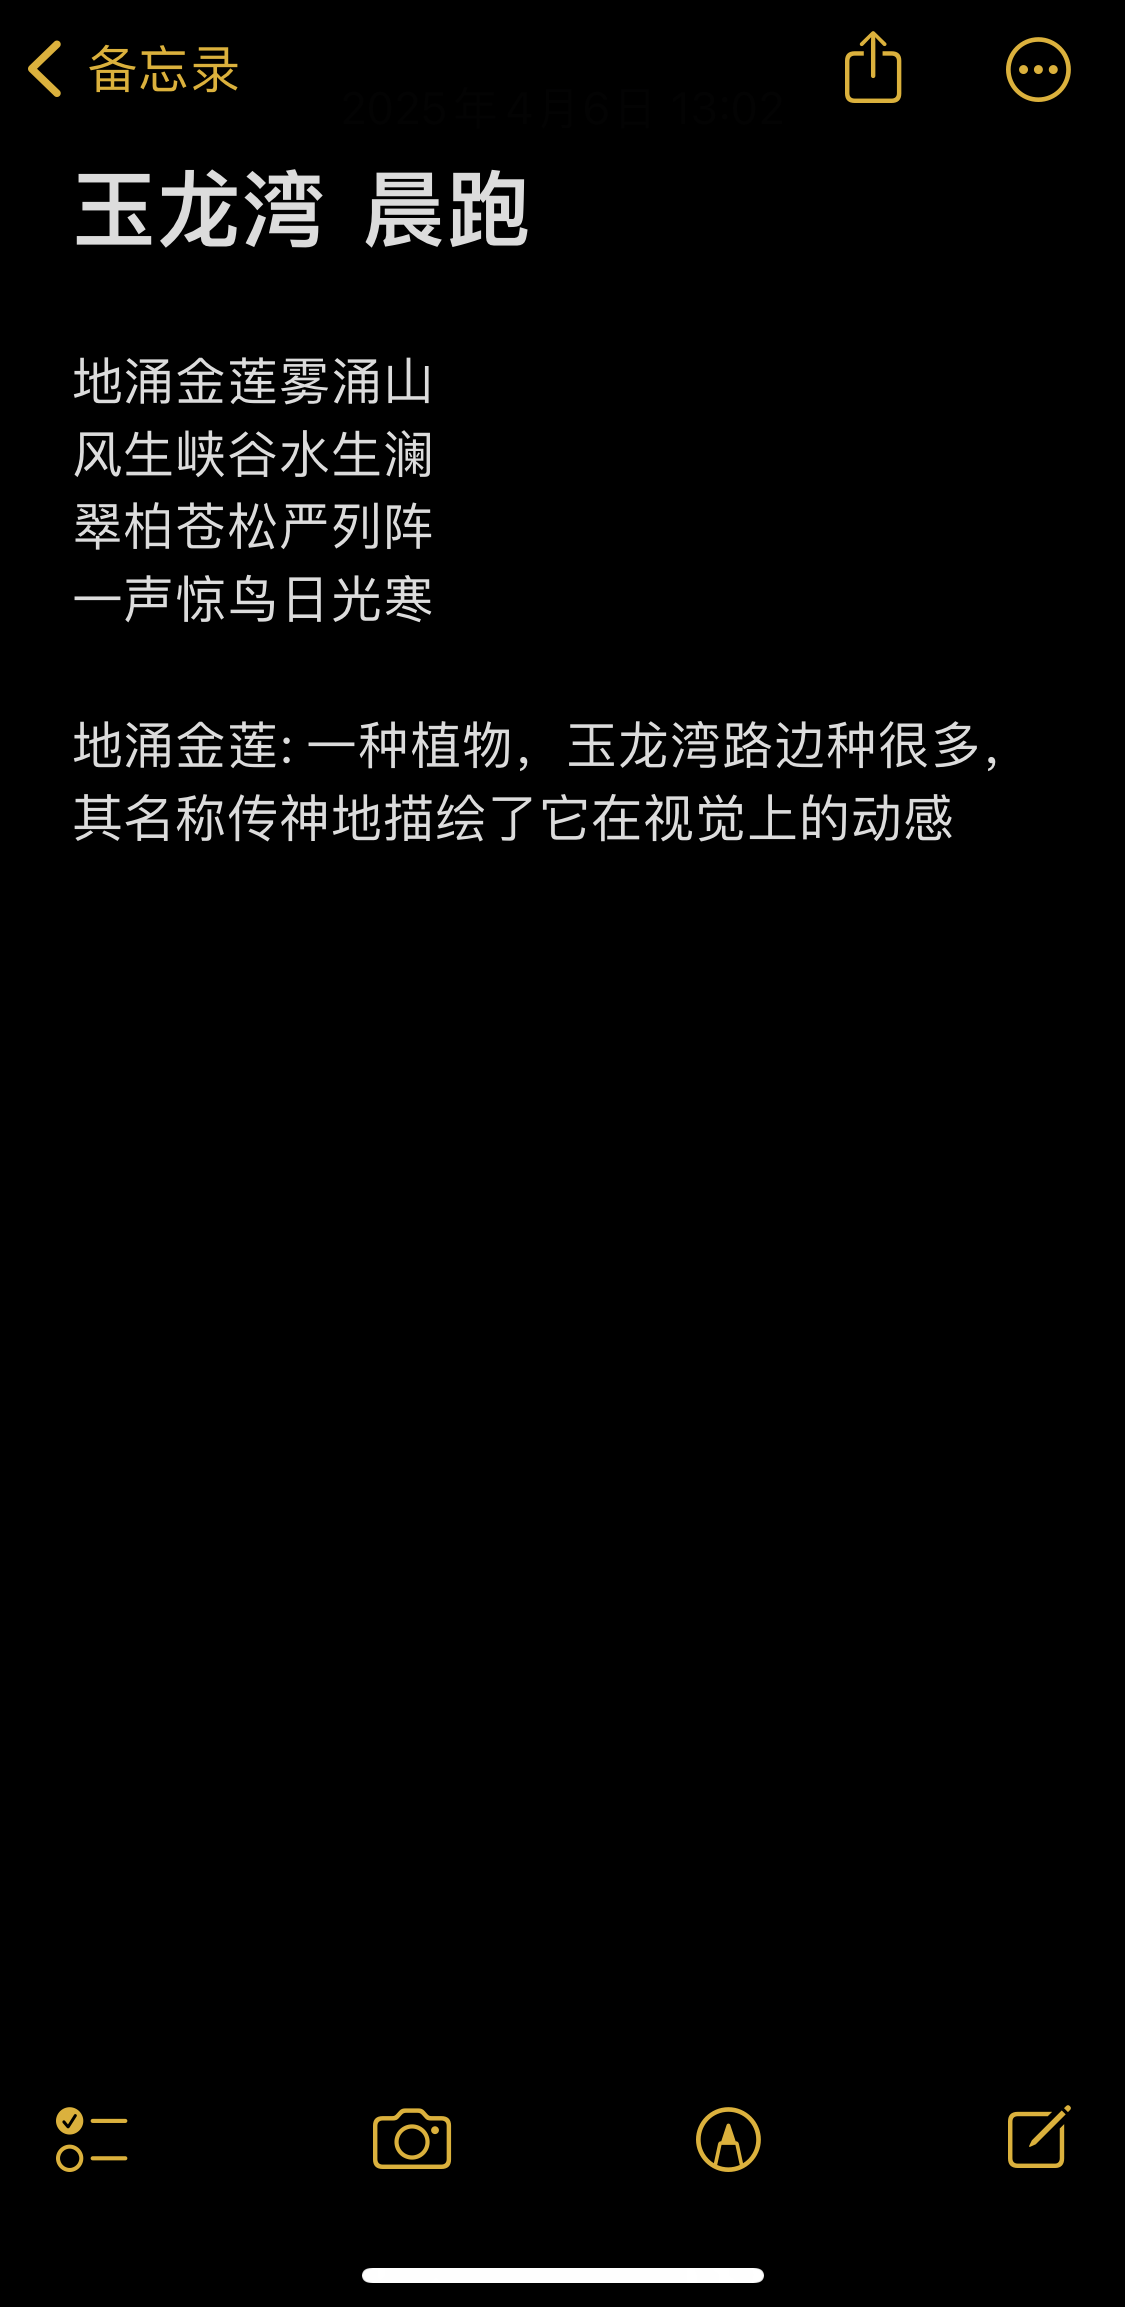 备忘录
2025年4月6日 13:02
玉龙湾 晨跑
地涌金莲雾涌山
风生峡谷水生澜
翠柏苍松严列阵
一声惊鸟日光寒
地涌金莲: 一种植物，玉龙湾路边种很多，
其名称传神地描绘了它在视觉上的动感